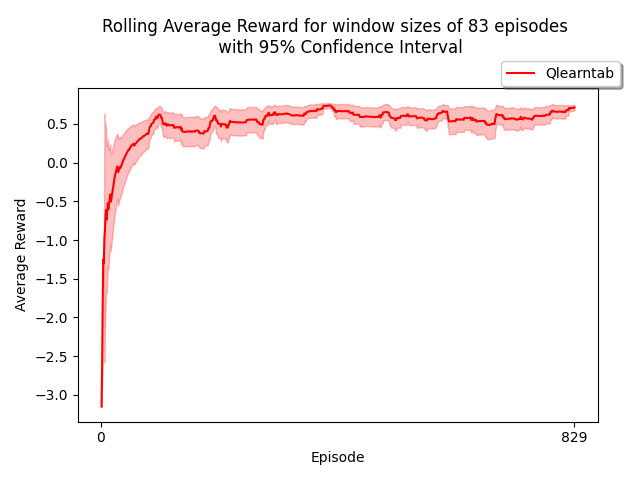 Rolling Average Reward for window sizes of 83 episodes
with 95% Confidence Interval
Qlearntab
0.5
0.0
−0.5
−1.0
−1.5
−2.0
−2.5
−3.0
Average Reward
0
829
Episode